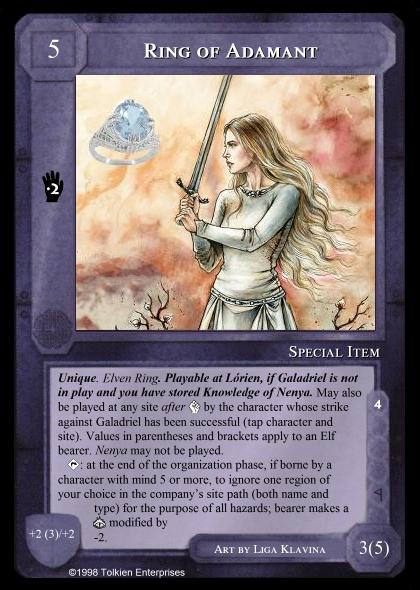 5
RING OF ADAMANT
-2
SPECIAL ITEM
Unique. Elven Ring. Playable at Lórien, if Galadriel is not
in play and you have stored Knowledge of Nenya. May also
be played at any site after by the character whose strike
against Galadriel has been successful (tap character and
site). Values in parentheses and brackets apply to an Elf
bearer. Nenya may not be played.
: at the end of the organization phase, if borne by a
character with mind 5 or more, to ignore one region of
your choice in the company's site path (both name and
type) for the purpose of all hazards; bearer makes a
modified by
-2.
4
+2 (3)/+2
ART BY LIGA KLAVINA
3(5)
©1998 Tolkien Enterprises